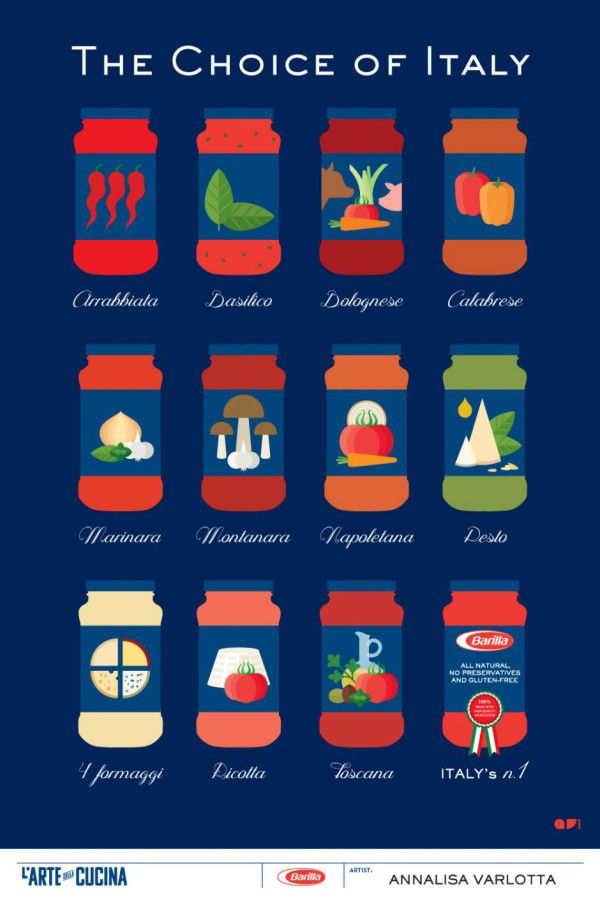 THE CHOICE OF ITALY
Arrabbiata
Basilico
Bolognese
Calabrese
Marinara
Montanara
Napoletana
Pesto
4 formaggi
Ricotta
Toscana
Barilla
ALL NATURAL,
NO PRESERVATIVES
AND GLUTEN-FREE
100%
ITALY's n.1
L'ARTE DELLA CUCINA
Barilla
ARTIST:
ANNALISA VARLOTTA